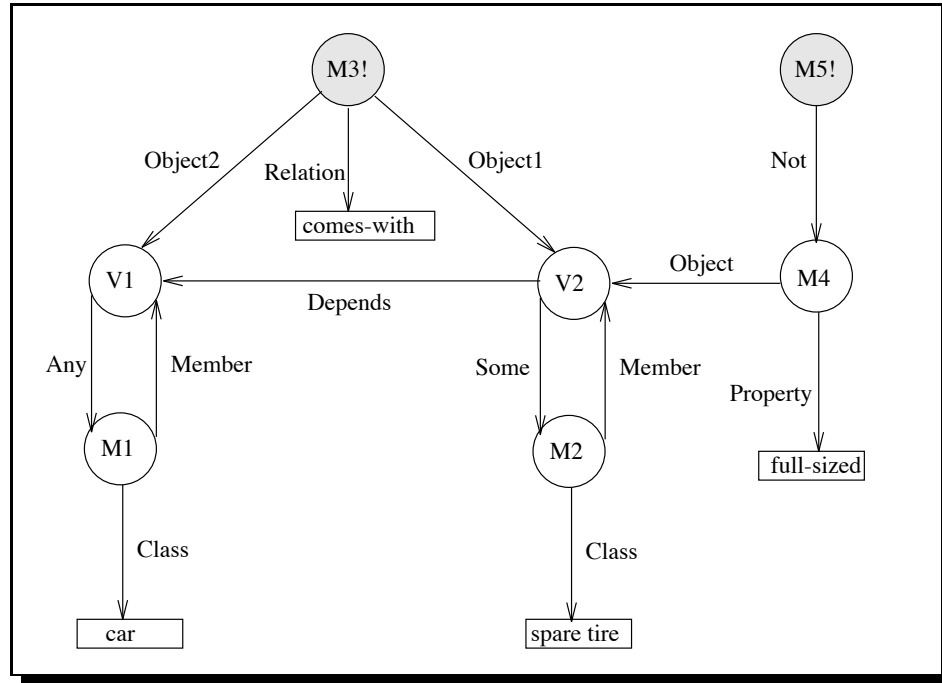 M3!
M5!
Object2
Object1
Not
Relation
comes-with
V1
V2
Object
M4
Depends
Any
Member
Some
Member
Property
M1
M2
full-sized
Class
Class
car
spare tire